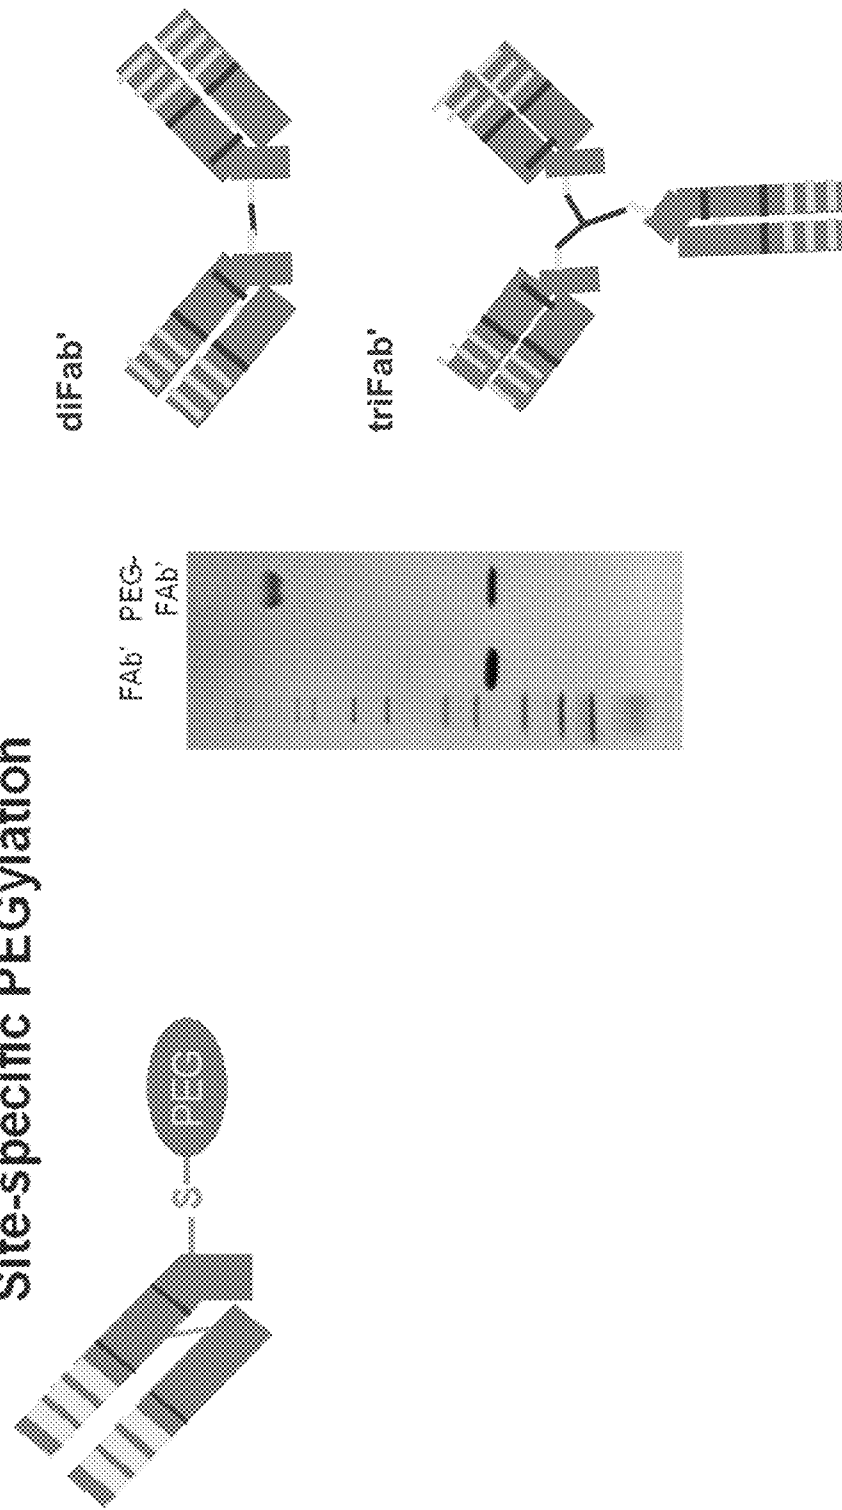 Site-specific PEGylation
S
PEG
FAb' PEG-
FAb'
diFab'
triFab'